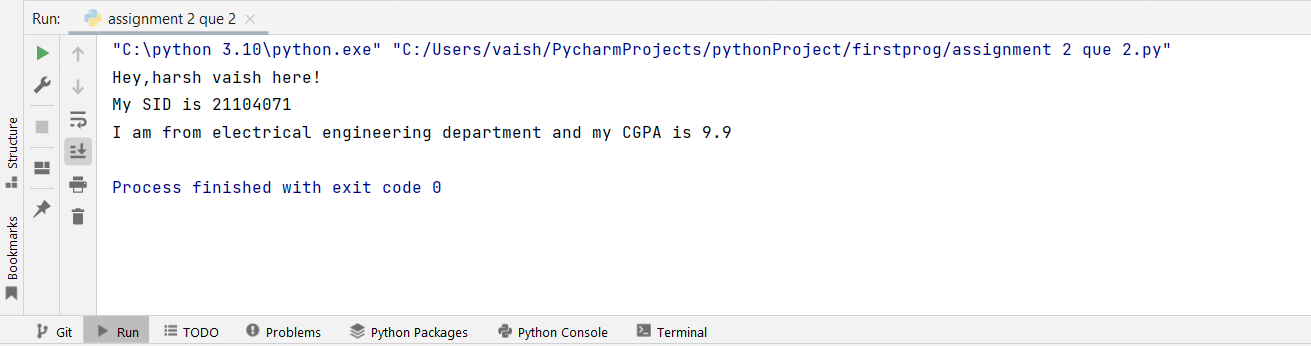 Run: assignment 2 que 2
"C:\python 3.10\python.exe" "C:/Users/vaish/PycharmProjects/pythonProject/firstprog/assignment 2 que 2.py"
Hey,harsh vaish here!
My SID is 21104071
I am from electrical engineering department and my CGPA is 9.9
Process finished with exit code 0
Structure
Bookmarks
Git Run TODO Problems Python Packages Python Console Terminal